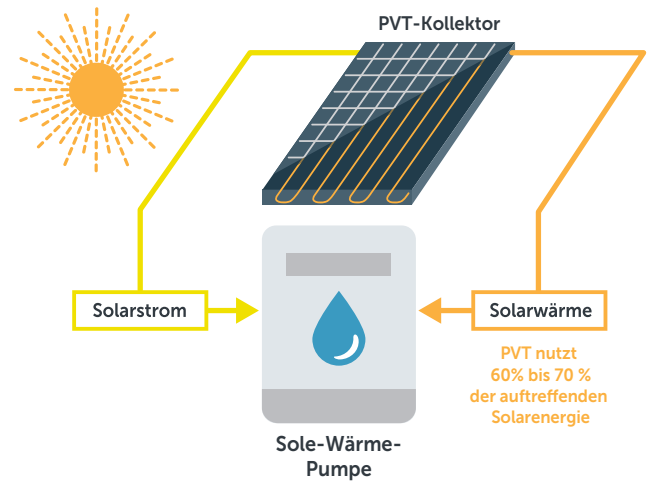 PVT-Kollektor
Solarstrom
Solarwärme
PVT nutzt
60% bis 70 %
der auftreffenden
Solarenergie
Sole-Wärme-
Pumpe